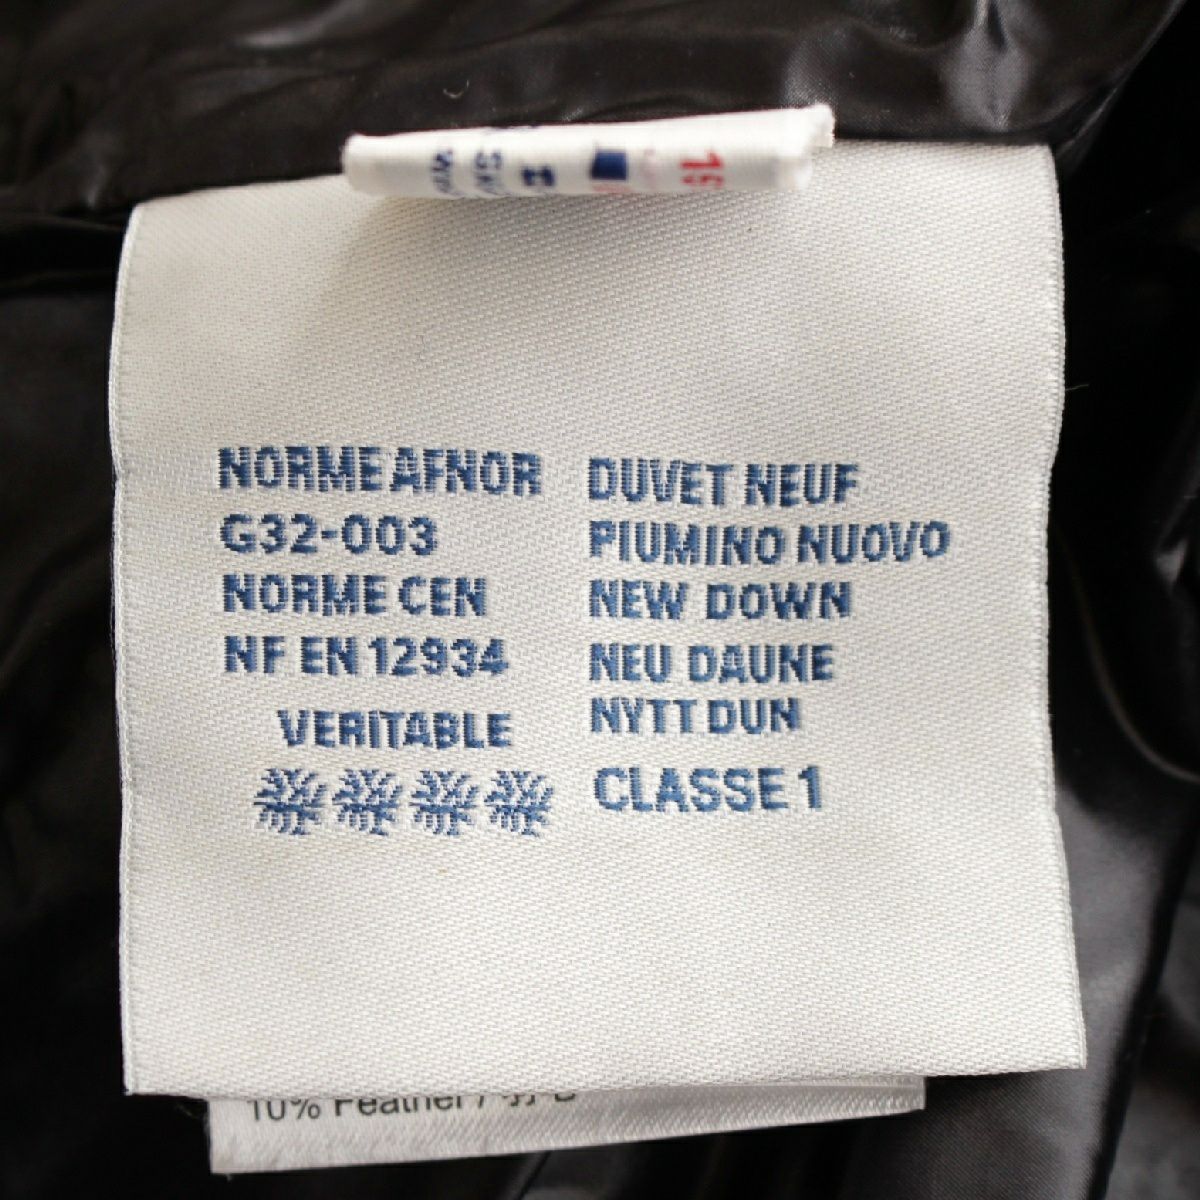 NORME AFNOR
G32-003
NORME CEN
NF EN 12934
VERITABLE
DUVET NEUF
PIUMINO NUOVO
NEW DOWN
NEU DAUNE
NYTT DUN
CLASSE 1
10% Feather /